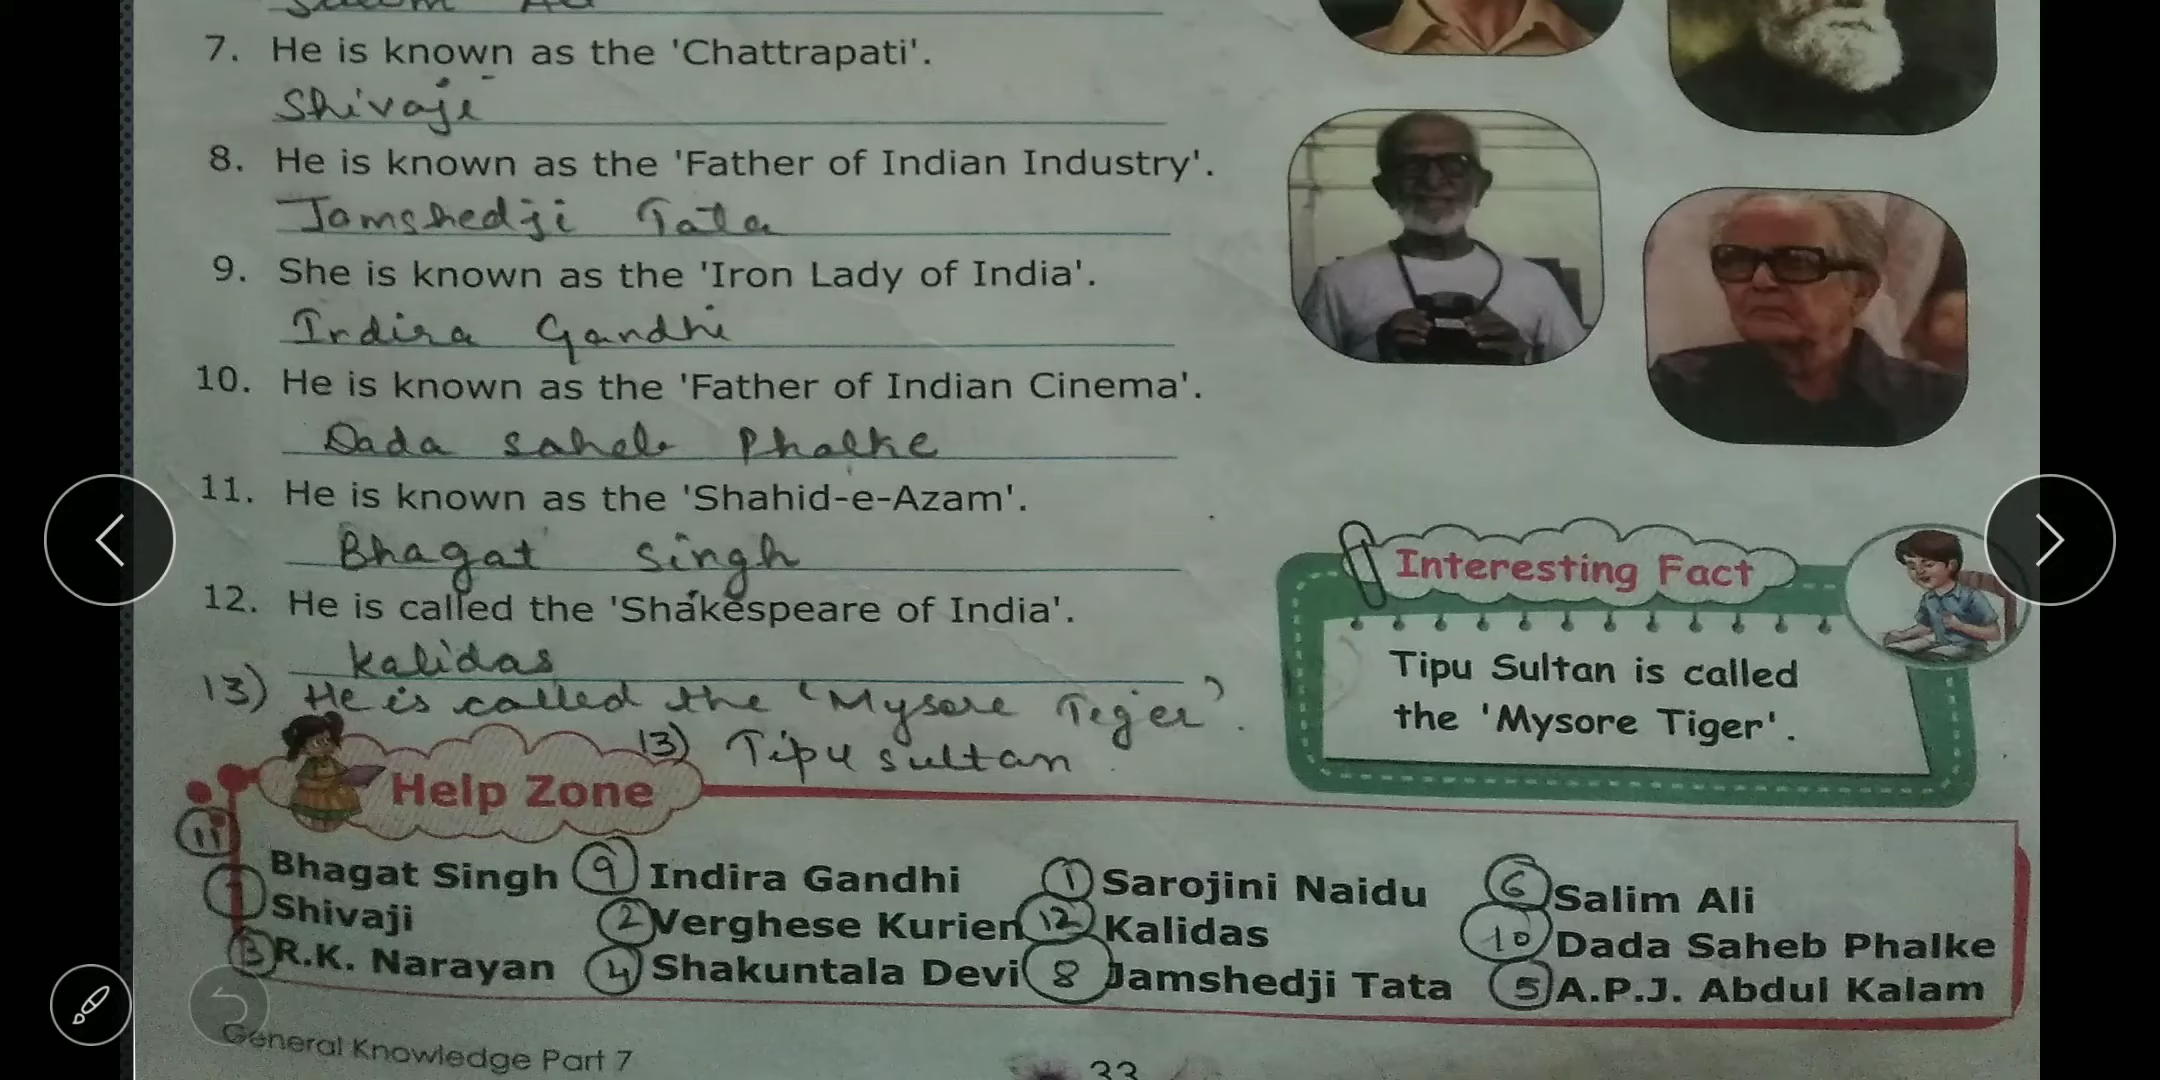 7. He is known as the 'Chattrapati'.
Shivaji
8. He is known as the 'Father of Indian Industry'.
Jamshedji Tata
9. She is known as the 'Iron Lady of India'.
Indira Gandhi
10. He is known as the 'Father of Indian Cinema'.
Dada saheb Phalke
11. He is known as the 'Shahid-e-Azam'.
Bhagat singh
12. He is called the 'Shakespeare of India'.
Kalidas
13) He is called the 'Mysore Tiger'.
13) Tipu sultan
Interesting Fact
Tipu Sultan is called
the 'Mysore Tiger'.
Help Zone
11 Bhagat Singh 9 Indira Gandhi 1 Sarojini Naidu 6 Salim Ali
7 Shivaji 2 Verghese Kurien 12 Kalidas 10 Dada Saheb Phalke
3 R.K. Narayan 4 Shakuntala Devi 8 Jamshedji Tata 5 A.P.J. Abdul Kalam
General Knowledge Part 7
33